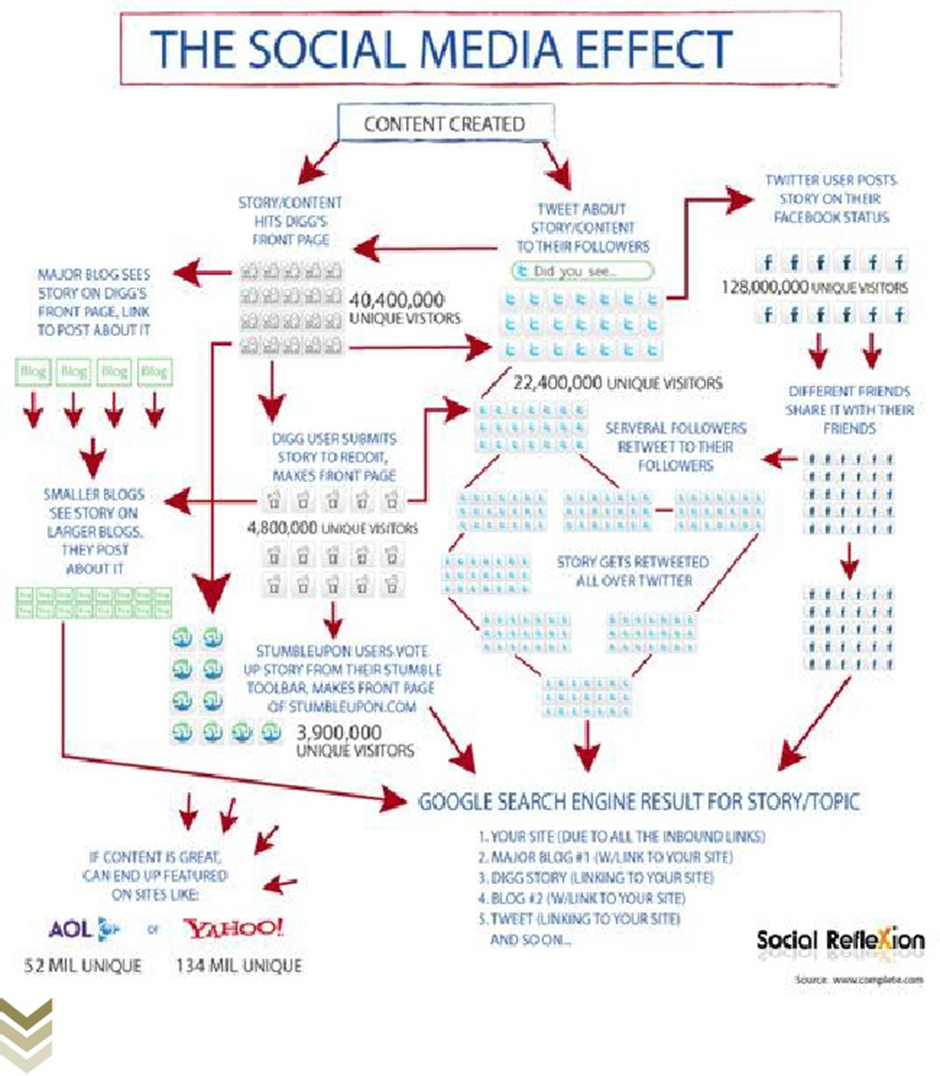 THE SOCIAL MEDIA EFFECT
CONTENT CREATED
STORY/CONTENT
HITS DIGG'S
FRONT PAGE
TWEET ABOUT
STORY/CONTENT
TO THEIR FOLLOWERS
Did you see...
TWITTER USER POSTS
STORY ON THEIR
FACEBOOK STATUS
MAJOR BLOG SEES
STORY ON DIGG'S
FRONT PAGE, LINK
TO POST ABOUT IT
40,400,000
UNIQUE VISTORS
128,000,000 UNIQUE VISITORS
Blog Blog Blog Blog
22,400,000 UNIQUE VISITORS
DIFFERENT FRIENDS
SHARE IT WITH THEIR
FRIENDS
DIGG USER SUBMITS
STORY TO REDDIT,
MAKES FRONT PAGE
SERVERAL FOLLOWERS
RETWEET TO THEIR
FOLLOWERS
SMALLER BLOGS
SEE STORY ON
LARGER BLOGS,
THEY POST
ABOUT IT
4,800,000 UNIQUE VISITORS
STORY GETS RETWEETED
ALL OVER TWITTER
STUMBLEUPON USERS VOTE
UP STORY FROM THEIR STUMBLE
TOOLBAR, MAKES FRONT PAGE
OF STUMBLEUPON.COM
3,900,000
UNIQUE VISITORS
GOOGLE SEARCH ENGINE RESULT FOR STORY/TOPIC
1. YOUR SITE (DUE TO ALL THE INBOUND LINKS)
2. MAJOR BLOG #1 (W/LINK TO YOUR SITE)
3. DIGG STORY (LINKING TO YOUR SITE)
4. BLOG #2 (W/LINK TO YOUR SITE)
5. TWEET (LINKING TO YOUR SITE)
AND SO ON...
IF CONTENT IS GREAT,
CAN END UP FEATURED
ON SITES LIKE:
AOL or YAHOO!
52 MIL UNIQUE 134 MIL UNIQUE
Social RefleXion
Source: www.complete.com